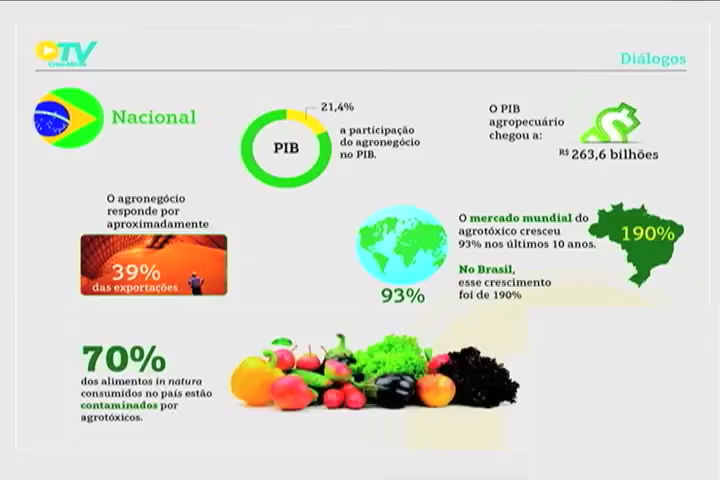 TV
Diálogos
Nacional
PIB
21,4%
a participação
do agronegócio
no PIB.
O PIB
agropecuário
chegou a:
R$ 263,6 bilhões
O agronegócio
responde por
aproximadamente
39%
das exportações
93%
O mercado mundial do
agrotóxico cresceu
93% nos últimos 10 anos.
No Brasil,
esse crescimento
foi de 190%
190%
70%
dos alimentos in natura
consumidos no país estão
contaminados por
agrotóxicos.